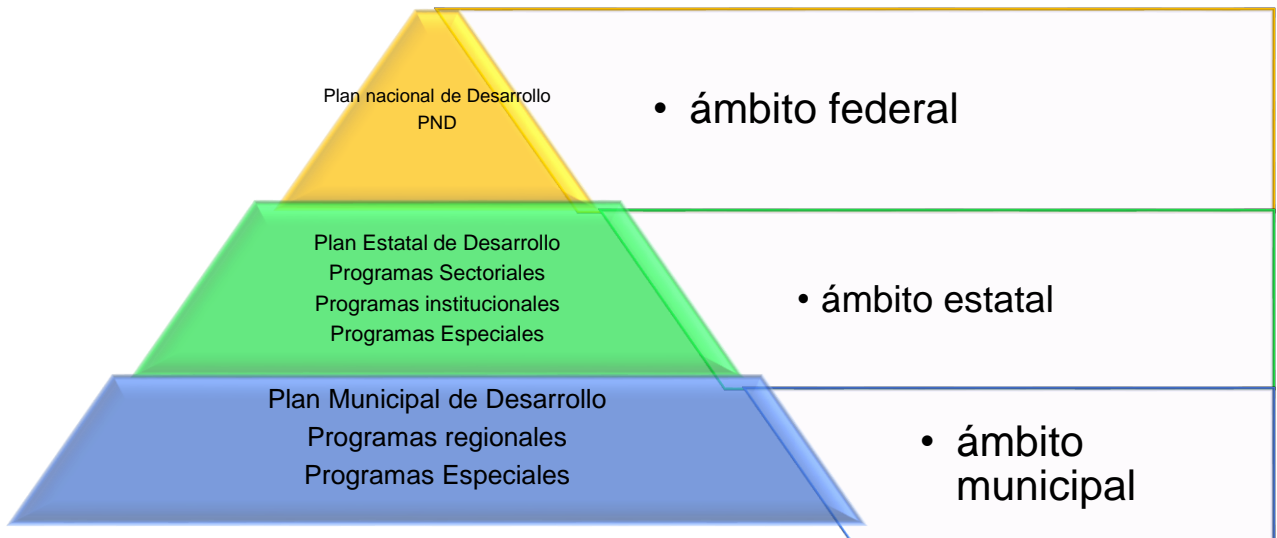 Plan nacional de Desarrollo
PND
• ámbito federal
Plan Estatal de Desarrollo
Programas Sectoriales
Programas institucionales
Programas Especiales
• ámbito estatal
Plan Municipal de Desarrollo
Programas regionales
Programas Especiales
• ámbito
municipal